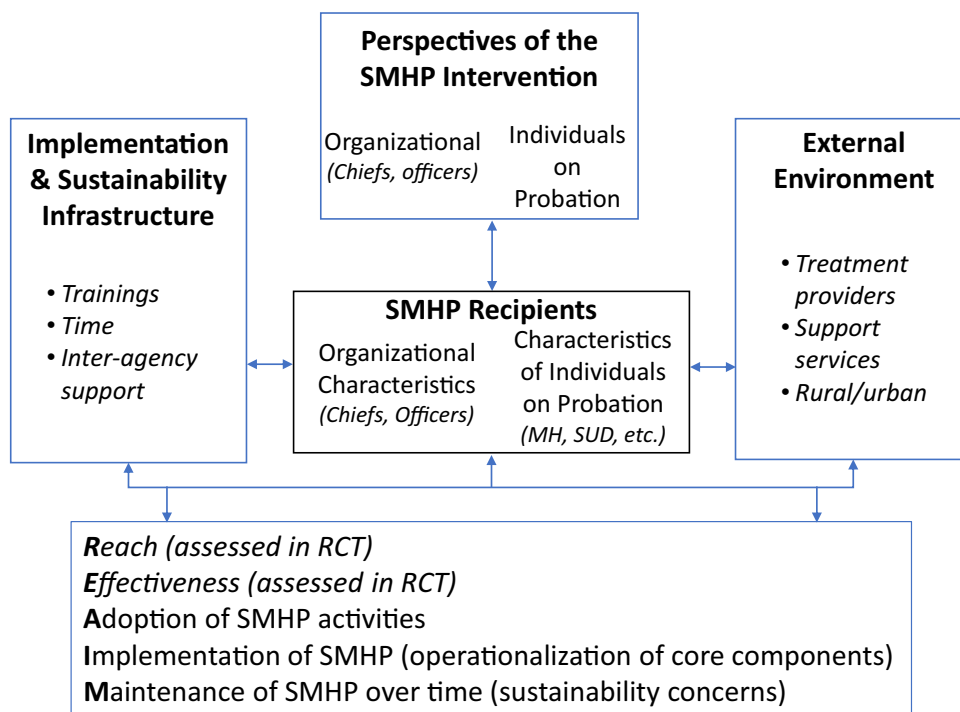 Perspectives of the
SMHP Intervention
Organizational
(Chiefs, officers)
Individuals
on
Probation
Implementation
& Sustainability
Infrastructure
• Trainings
• Time
• Inter-agency
support
SMHP Recipients
Organizational
Characteristics
(Chiefs, Officers)
Characteristics
of Individuals
on Probation
(MH, SUD, etc.)
External
Environment
• Treatment
providers
• Support
services
• Rural/urban
Reach (assessed in RCT)
Effectiveness (assessed in RCT)
Adoption of SMHP activities
Implementation of SMHP (operationalization of core components)
Maintenance of SMHP over time (sustainability concerns)